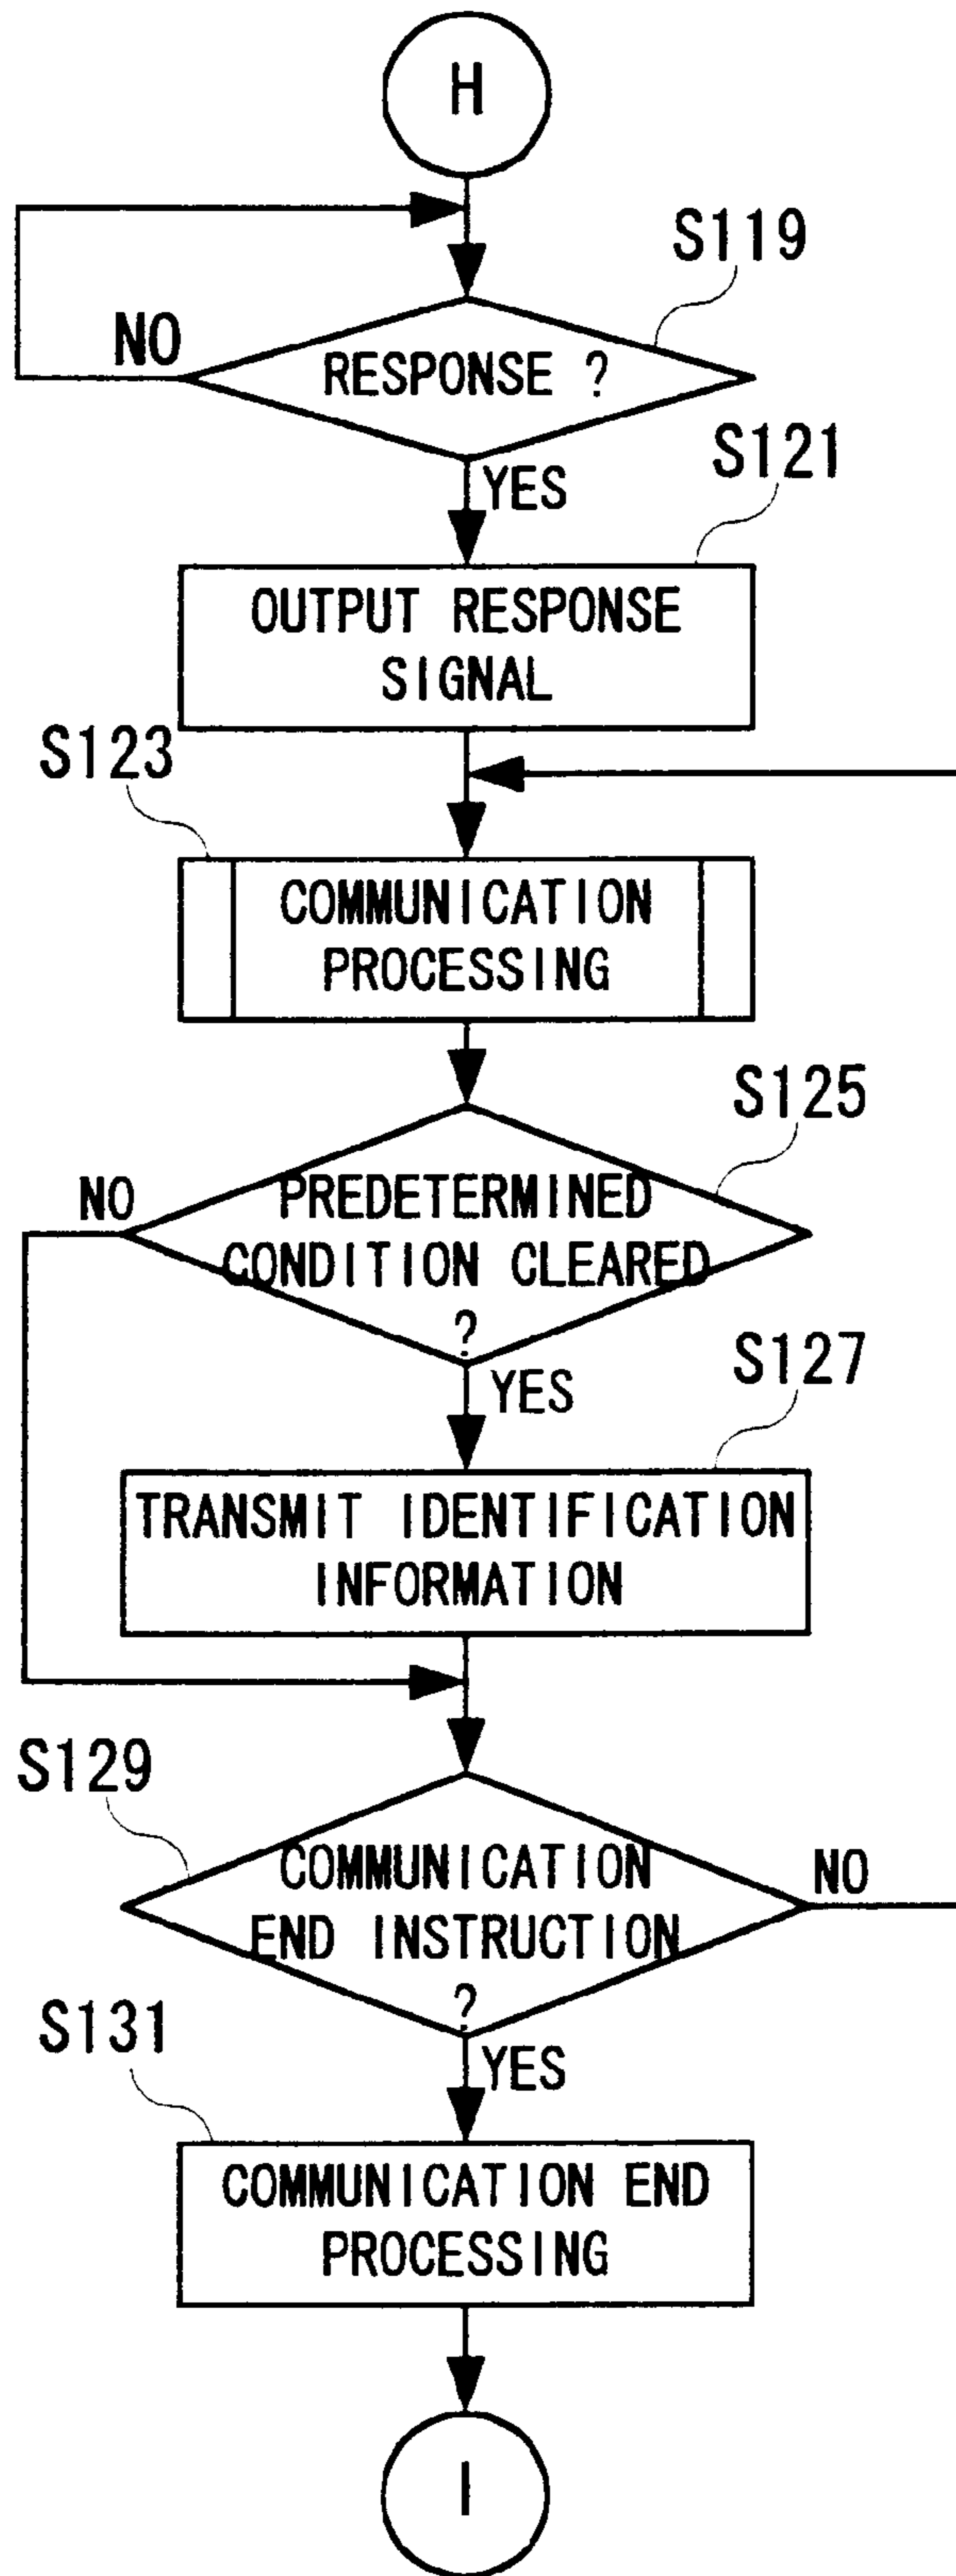 H
S119
NO
RESPONSE ?
YES
S121
OUTPUT RESPONSE
SIGNAL
S123
COMMUNICATION
PROCESSING
S125
NO
PREDETERMINED
CONDITION CLEARED
?
YES
S127
TRANSMIT IDENTIFICATION
INFORMATION
S129
COMMUNICATION
END INSTRUCTION
?
NO
S131
YES
COMMUNICATION END
PROCESSING
I